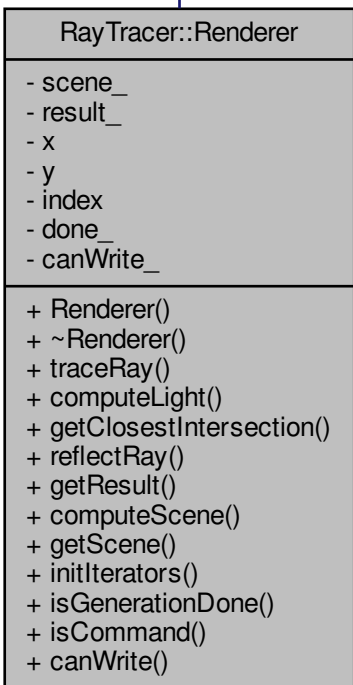 RayTracer::Renderer
- scene_
- result_
- x
- y
- index
- done_
- canWrite_
+ Renderer()
+ ~Renderer()
+ traceRay()
+ computeLight()
+ getClosestIntersection()
+ reflectRay()
+ getResult()
+ computeScene()
+ getScene()
+ initIterators()
+ isGenerationDone()
+ isCommand()
+ canWrite()